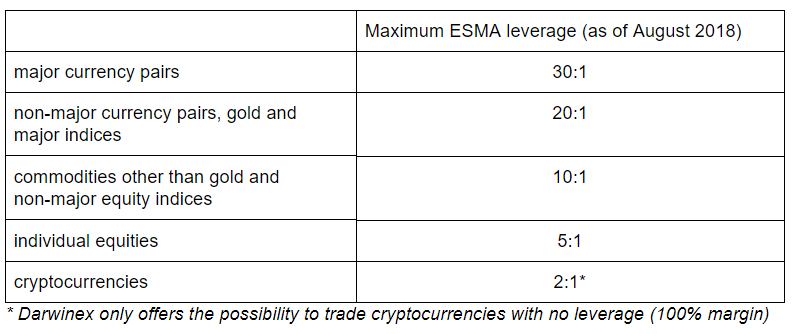 Maximum ESMA leverage (as of August 2018)
major currency pairs 30:1
non-major currency pairs, gold and 20:1
major indices
commodities other than gold and 10:1
non-major equity indices
individual equities 5:1
cryptocurrencies 2:1*
* Darwinex only offers the possibility to trade cryptocurrencies with no leverage (100% margin)